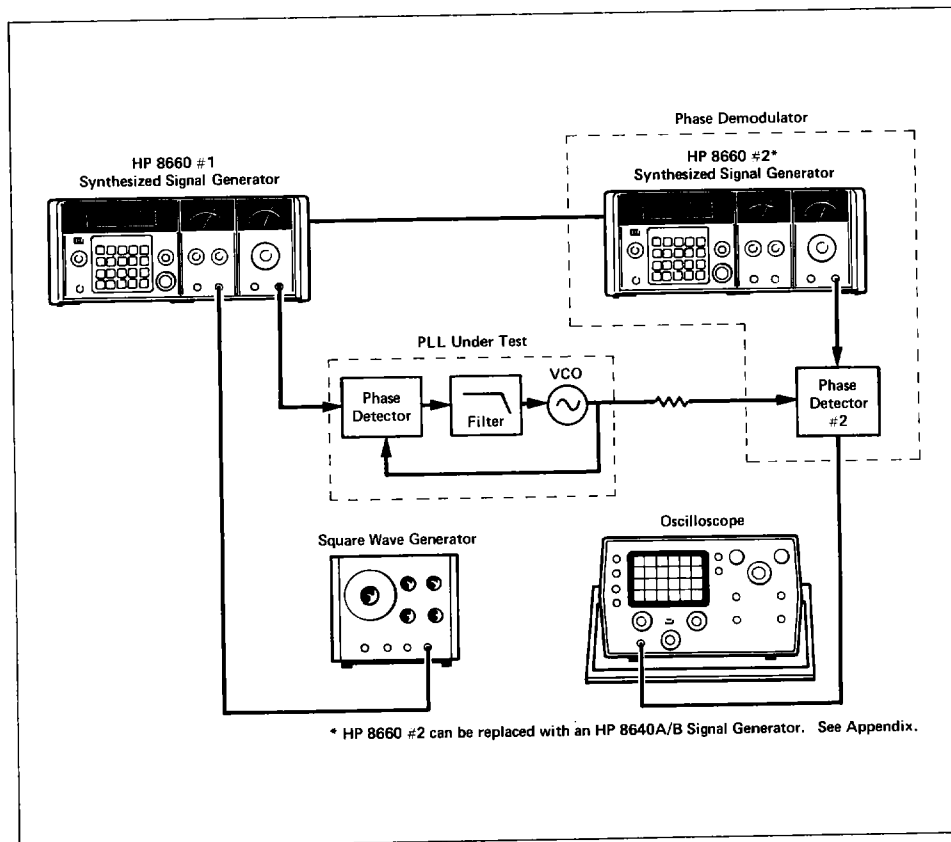 Phase Demodulator
HP 8660 #1
Synthesized Signal Generator
HP 8660 #2*
Synthesized Signal Generator
PLL Under Test
VCO
Phase
Detector
Filter
Phase
Detector
#2
Square Wave Generator
Oscilloscope
* HP 8660 #2 can be replaced with an HP 8640A/B Signal Generator. See Appendix.